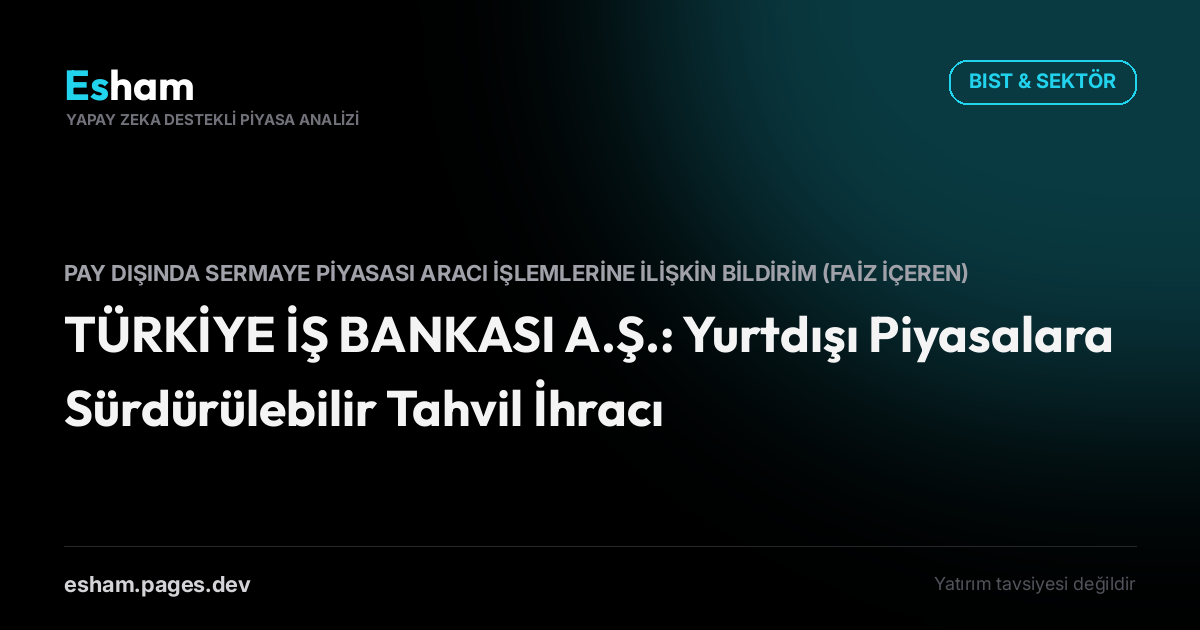 Esham
BIST & SEKTÖR
YAPAY ZEKA DESTEKLİ PİYASA ANALİZİ
PAY DIŞINDA SERMAYE PİYASASI ARACI İŞLEMLERİNE İLİŞKİN BİLDİRİM (FAİZ İÇEREN)
TÜRKİYE İŞ BANKASI A.Ş.: Yurtdışı Piyasalara
Sürdürülebilir Tahvil İhracı
esham.pages.dev
Yatırım tavsiyesi değildir